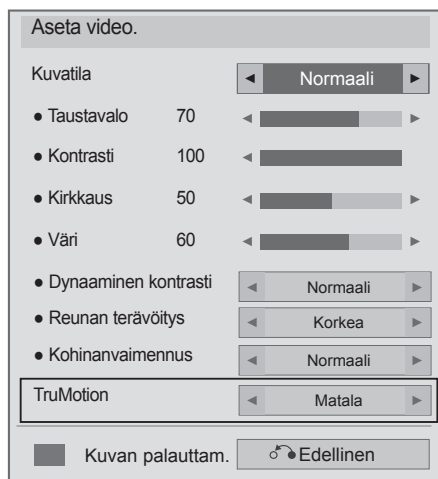 Aseta video.
Kuvatila ◄ Normaali ►
● Taustavalo 70 ◄ ►
● Kontrasti 100 ◄
● Kirkkaus 50 ◄ ►
● Väri 60 ◄ ►
● Dynaaminen kontrasti ◄ Normaali ►
● Reunan terävöitys ◄ Korkea ►
● Kohinanvaimennus ◄ Normaali ►
TruMotion ◄ Matala ►
Kuvan palauttam. Edellinen